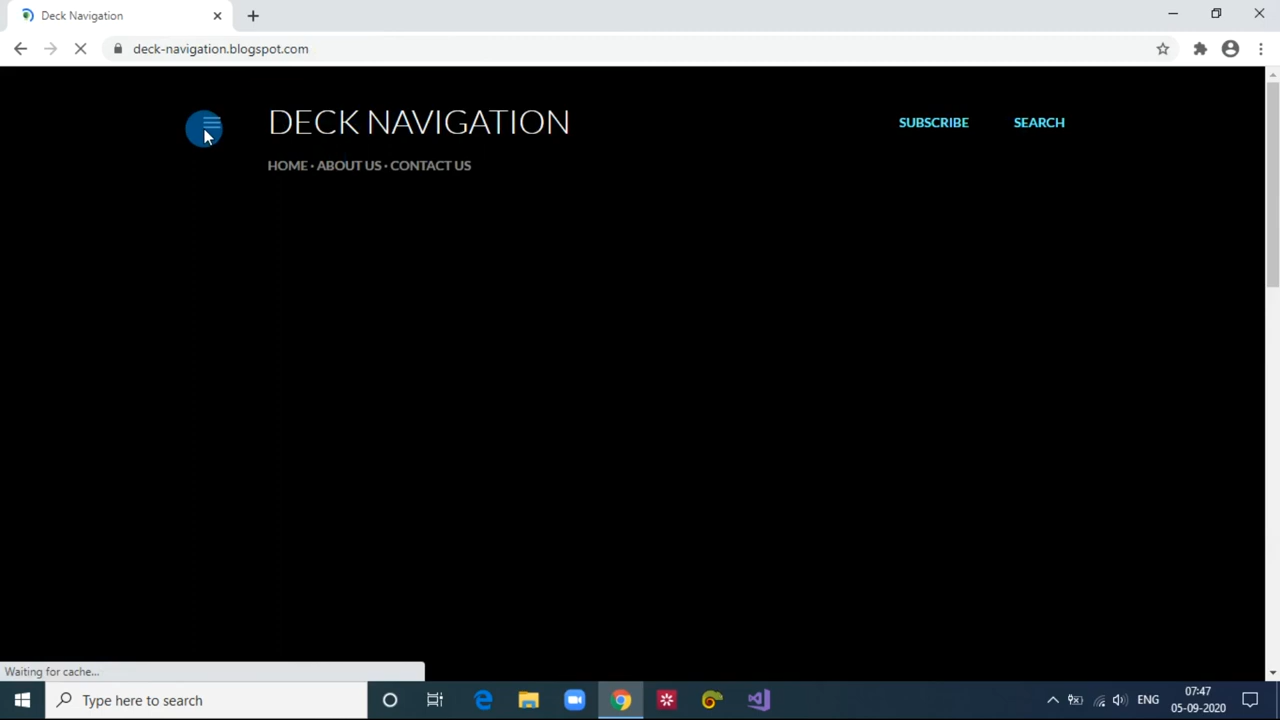 Deck Navigation
deck-navigation.blogspot.com
DECK NAVIGATION
SUBSCRIBE
SEARCH
HOME · ABOUT US · CONTACT US
Waiting for cache...
Type here to search
ENG
07:47
05-09-2020